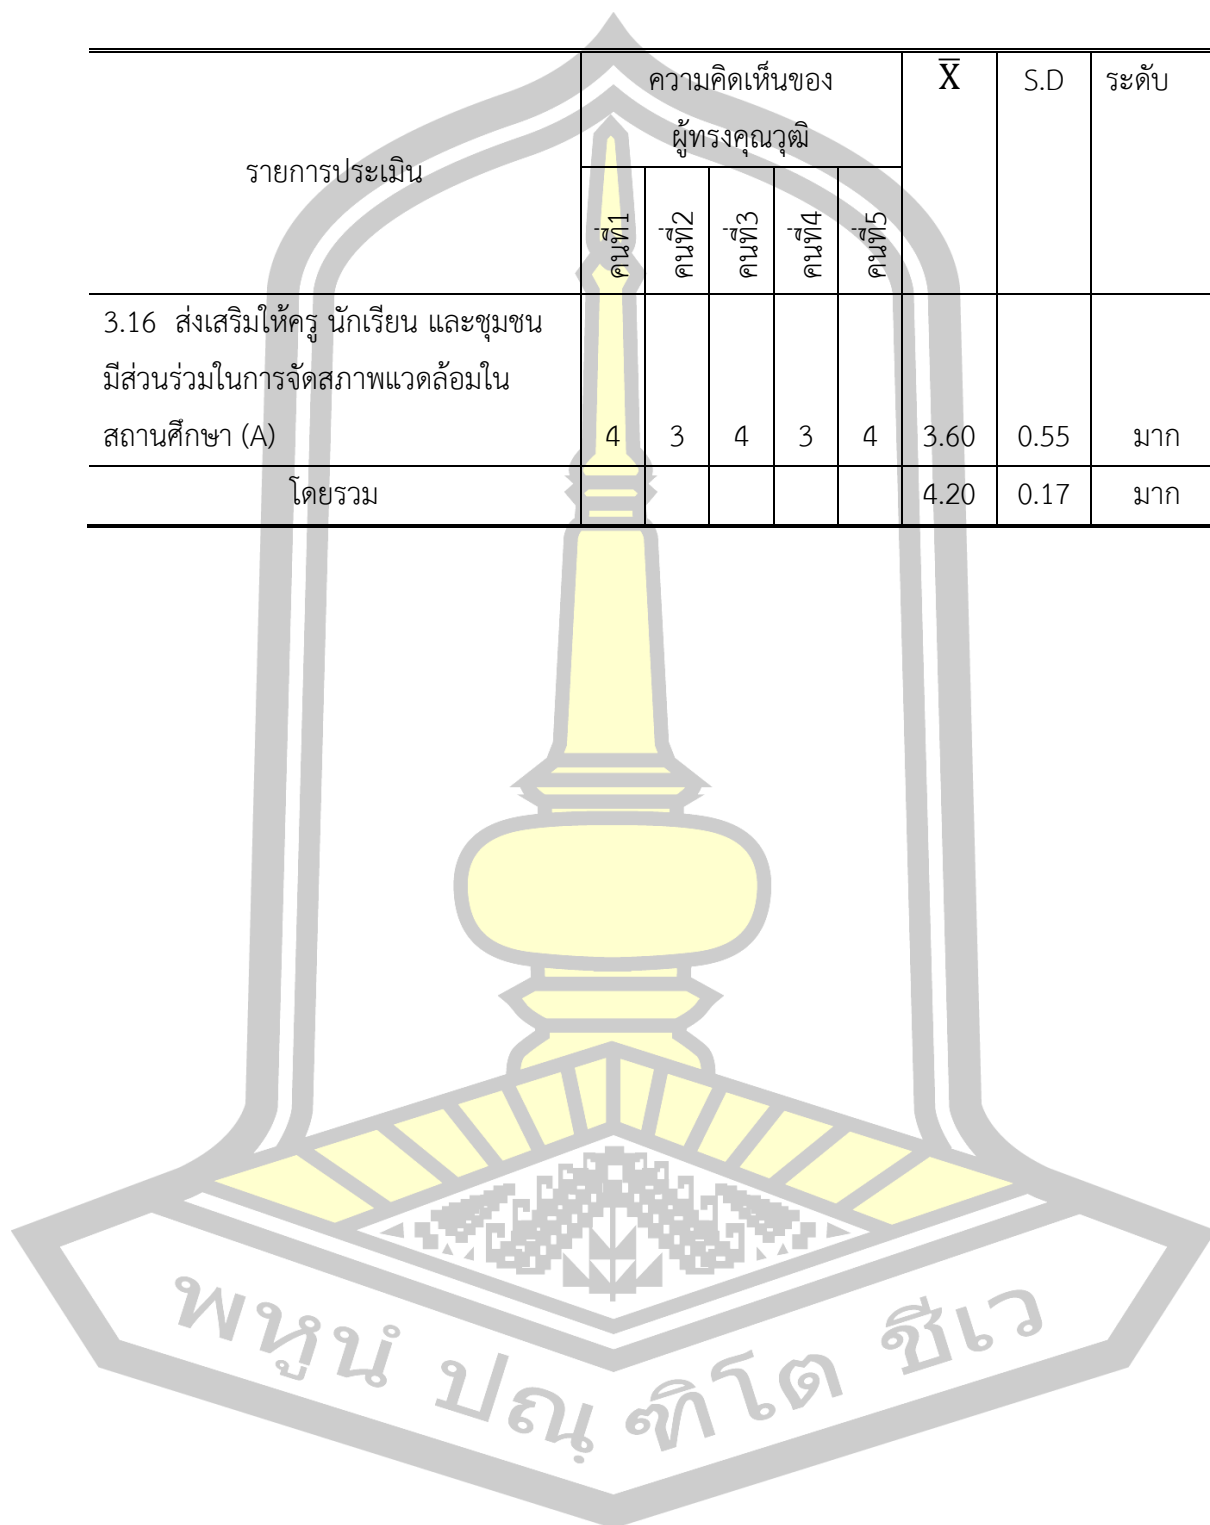 รายการประเมิน
ความคิดเห็นของ
ผู้ทรงคุณวุฒิ
X̅
S.D
ระดับ
คนที่1
คนที่2
คนที่3
คนที่4
คนที่5
3.16 ส่งเสริมให้ครู นักเรียน และชุมชน
มีส่วนร่วมในการจัดสภาพแวดล้อมใน
สถานศึกษา (A) 4 3 4 3 4 3.60 0.55 มาก
โดยรวม 4.20 0.17 มาก
พหูนํ ปณฺฑิโต ชีเว